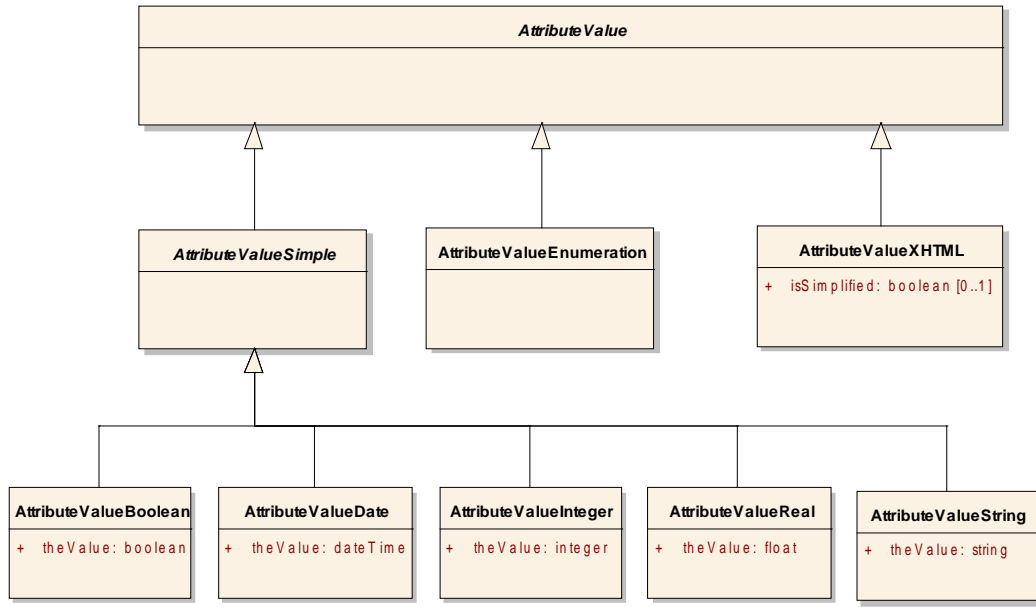 AttributeValue
AttributeValueSimple
AttributeValueEnumeration
AttributeValueXHTML
+ isSimplified: boolean [0..1]
AttributeValueBoolean
+ theValue: boolean
AttributeValueDate
+ theValue: dateTime
AttributeValueInteger
+ theValue: integer
AttributeValueReal
+ theValue: float
AttributeValueString
+ theValue: string